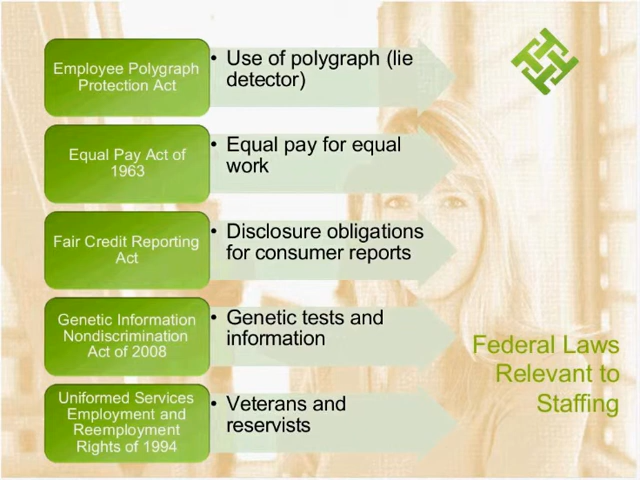 Employee Polygraph
Protection Act
• Use of polygraph (lie
detector)
Equal Pay Act of
1963
• Equal pay for equal
work
Fair Credit Reporting
Act
• Disclosure obligations
for consumer reports
Genetic Information
Nondiscrimination
Act of 2008
• Genetic tests and
information
Uniformed Services
Employment and
Reemployment
Rights of 1994
• Veterans and
reservists
Federal Laws
Relevant to
Staffing